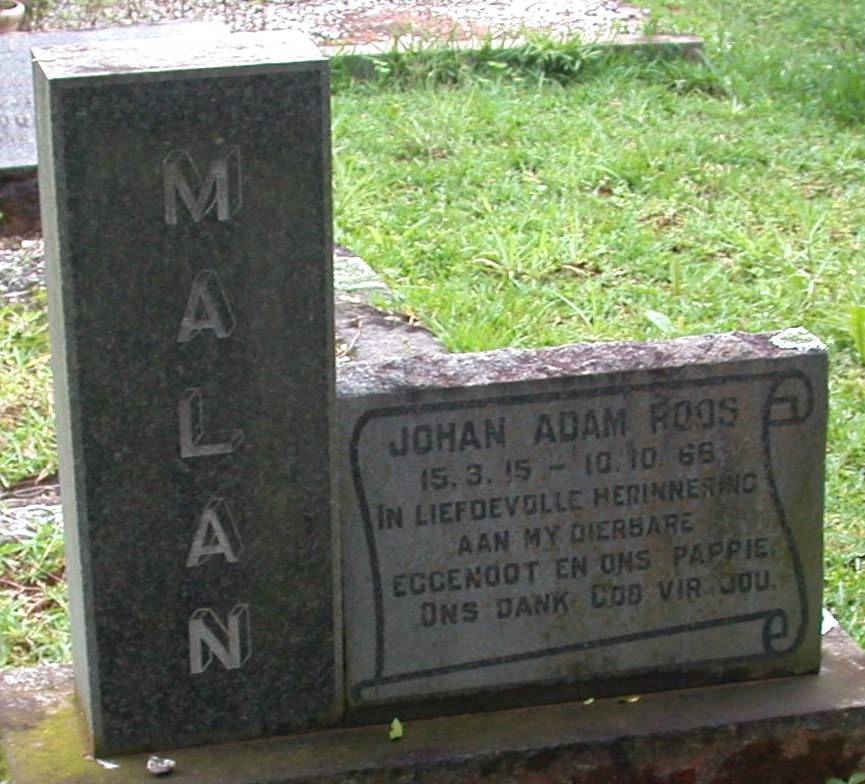 MALAN
JOHAN ADAM ROOS
15.3.15 – 10.10.68
IN LIEFDEVOLLE HERINNERING
AAN MY DIERBARE
EGGENOOT EN ONS PAPPIE.
ONS DANK GOD VIR JOU.